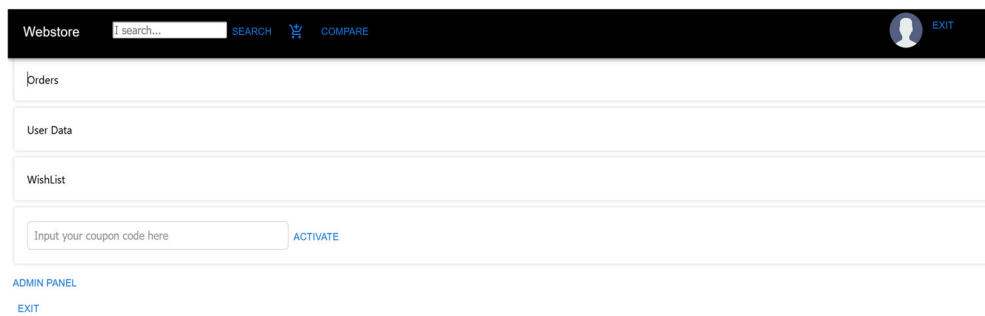 Webstore I search... SEARCH COMPARE EXIT
Orders
User Data
WishList
Input your coupon code here ACTIVATE
ADMIN PANEL
EXIT